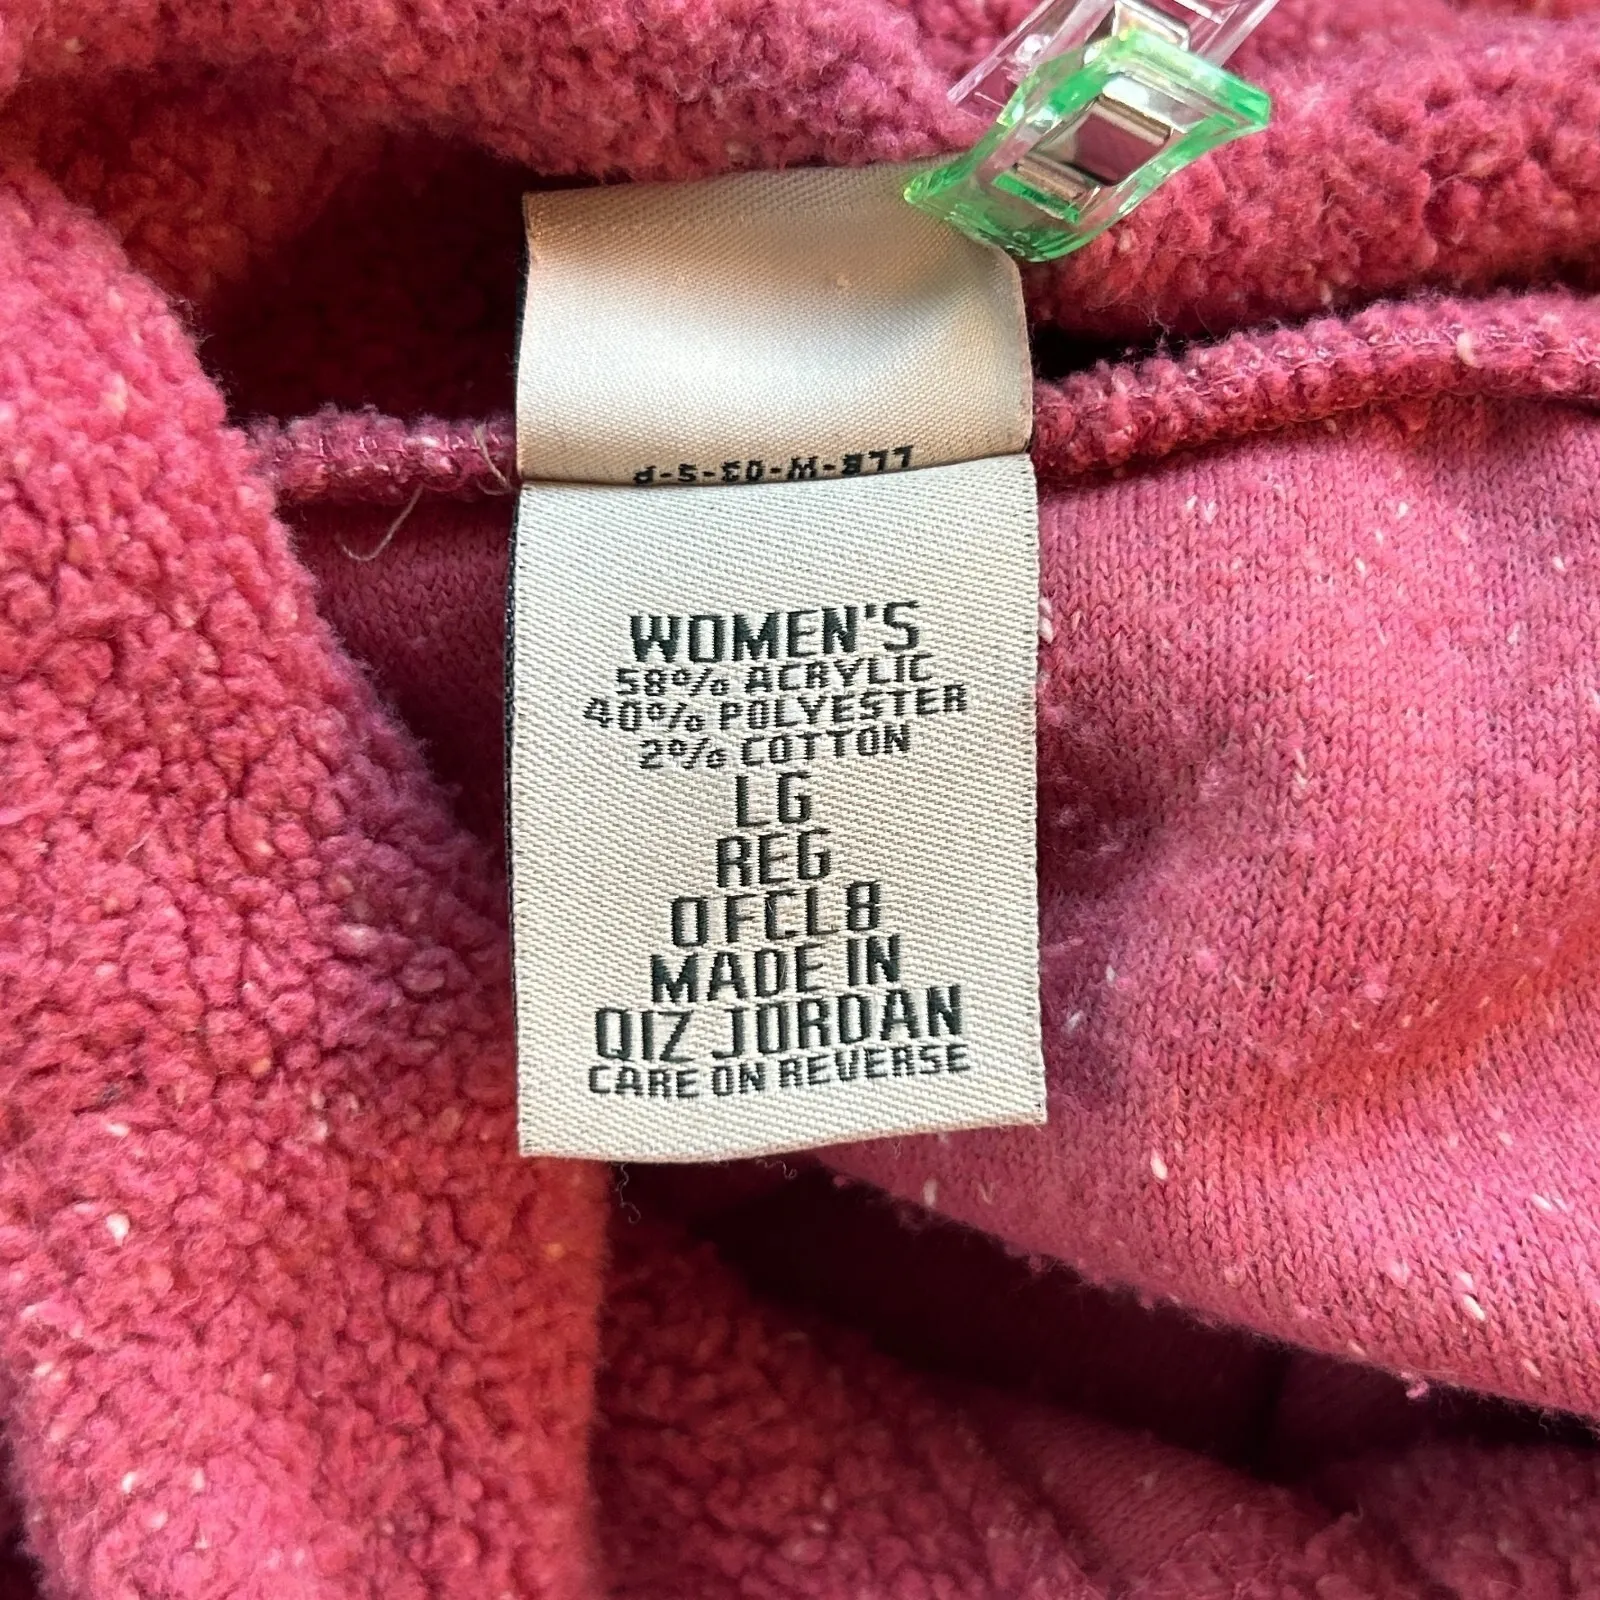 LLB-W-03-S-P
WOMEN'S
58% ACRYLIC
40% POLYESTER
2% COTTON
LG
REG
0FCL8
MADE IN
QIZ JORDAN
CARE ON REVERSE